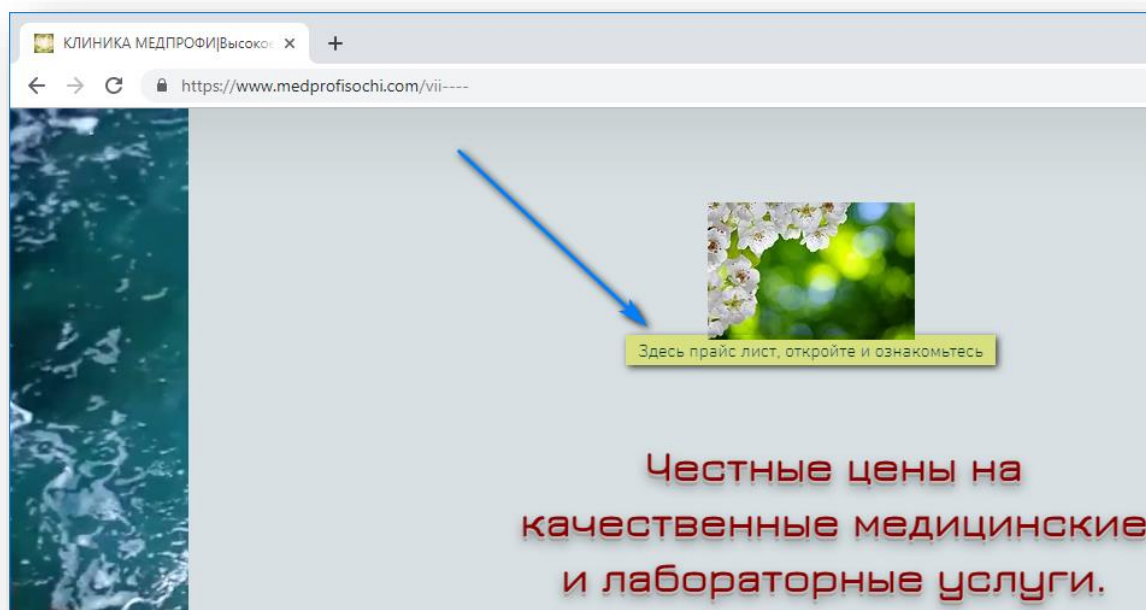 КЛИНИКА МЕДПРОФИ|Высокое
https://www.medprofisochi.com/vii----
Здесь прайс лист, откройте и ознакомьтесь
Честные цены на
качественные медицинские
и лабораторные услуги.